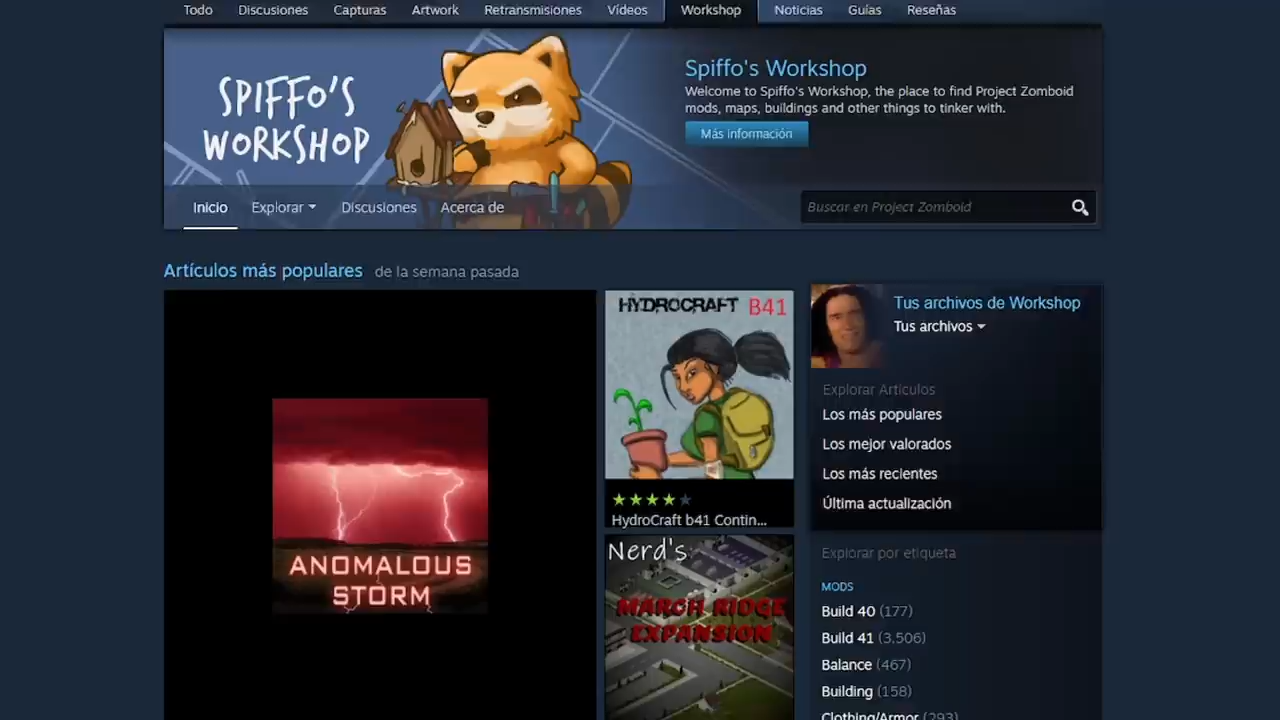 Todo Discusiones Capturas Artwork Retransmisiones Vídeos Workshop Noticias Guías Reseñas
SPIFFO'S
WORKSHOP
Spiffo's Workshop
Welcome to Spiffo's Workshop, the place to find Project Zomboid
mods, maps, buildings and other things to tinker with.
Más información
Inicio Explorar Discusiones Acerca de
Buscar en Project Zomboid
Artículos más populares de la semana pasada
ANOMALOUS
STORM
HYDROCRAFT B41
HydroCraft b41 Contin...
Nerd's
MARCH RIDGE
EXPANSION
Tus archivos de Workshop
Tus archivos
Explorar Artículos
Los más populares
Los mejor valorados
Los más recientes
Última actualización
Explorar por etiqueta
MODS
Build 40 (177)
Build 41 (3.506)
Balance (467)
Building (158)
Clothing/Armor (293)